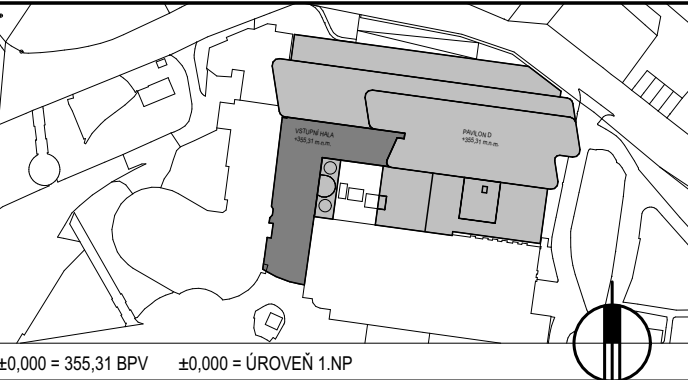 VSTUPNÍ HALA
+355,31 m.n.m.
PAVILON D
+355,31 m.n.m.
±0,000 = 355,31 BPV ±0,000 = ÚROVEŇ 1.NP